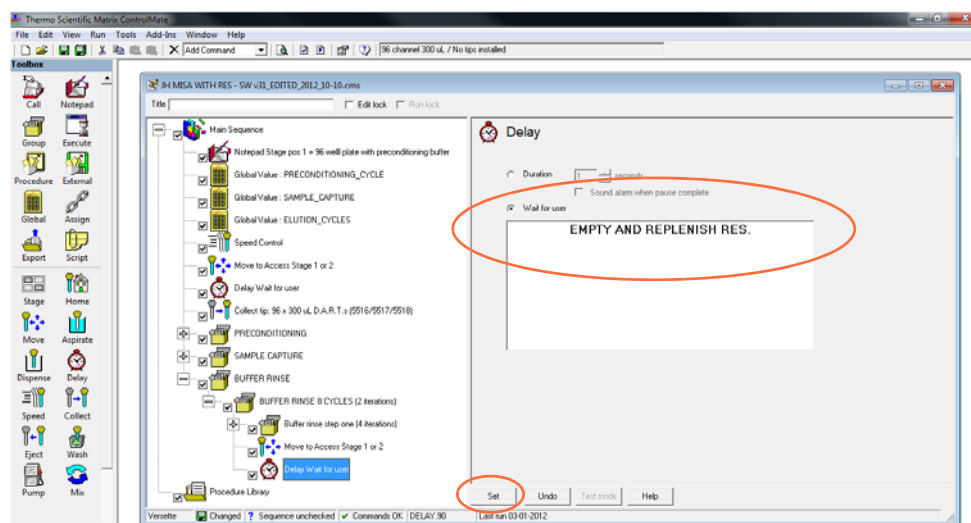 Thermo Scientific Matrix ControlMate
File Edit View Run Tools Add-Ins Window Help
Add Command
96 channel 300 uL / No tips installed
Toolbox
Call Notepad
Group Execute
Procedure External
Global Assign
Export Script
Stage Home
Move Aspirate
Dispense Delay
Speed Collect
Eject Wash
Pump Mix
JH MISA WITH RES - SW v31_EDITED_2012_10-10.cms
Title Edit lock Run lock
Main Sequence
Notepad Stage pos 1 = 96 well plate with preconditioning buffer
Global Value : PRECONDITIONING_CYCLE
Global Value : SAMPLE_CAPTURE
Global Value : ELUTION_CYCLES
Speed Control
Move to Access Stage 1 or 2
Delay Wait for user
Collect tip: 96 x 300 uL D.A.R.T.s (5516/5517/5518)
PRECONDITIONING
SAMPLE CAPTURE
BUFFER RINSE
BUFFER RINSE 8 CYCLES (2 iterations)
Buffer rinse step one (4 iterations)
Move to Access Stage 1 or 2
Delay Wait for user
Procedure Library
Delay
Duration 1 seconds
Sound alarm when pause complete
Wait for user
EMPTY AND REPLENISH RES.
Set Undo Test mode Help
Versette Changed ? Sequence unchecked Commands OK DELAY.90 Last run 03-01-2012